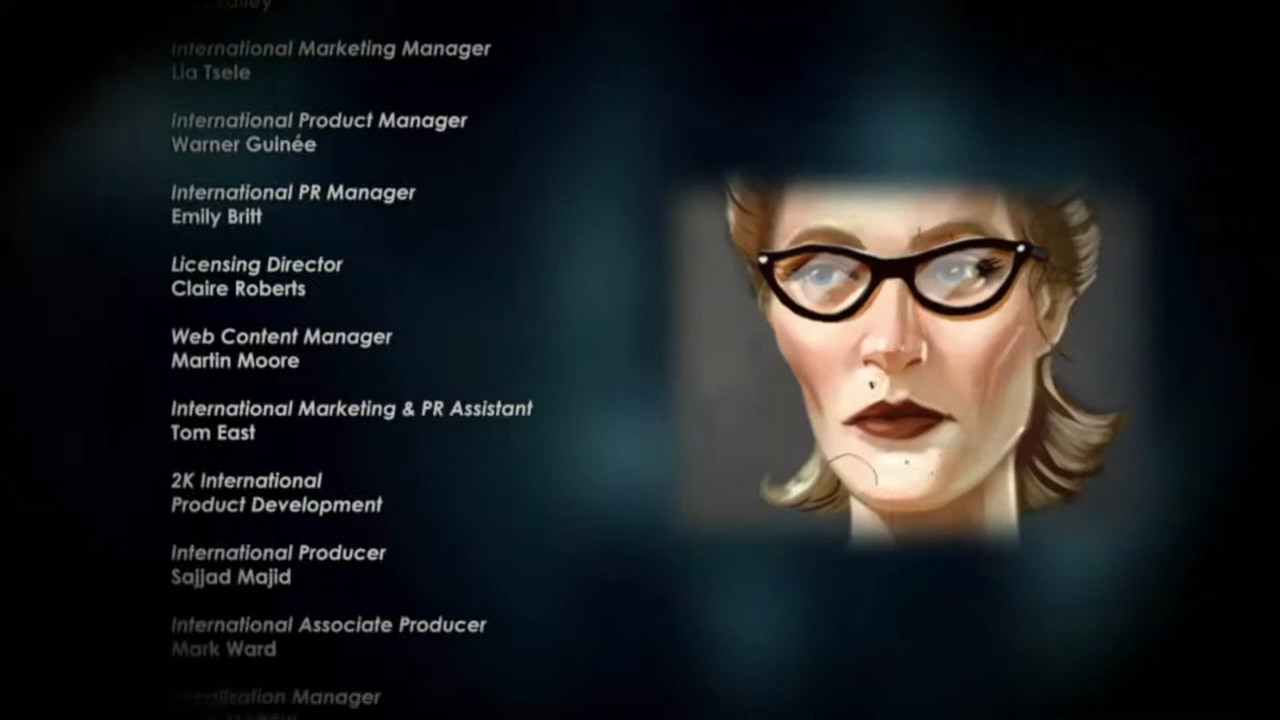 International Marketing Manager
Lia Tsele
International Product Manager
Warner Guinée
International PR Manager
Emily Britt
Licensing Director
Claire Roberts
Web Content Manager
Martin Moore
International Marketing & PR Assistant
Tom East
2K International
Product Development
International Producer
Sajjad Majid
International Associate Producer
Mark Ward
Localization Manager